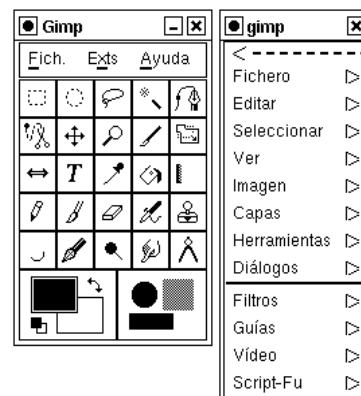 Gimp
Fich. Exts Ayuda
T
gimp
Fichero
Editar
Seleccionar
Ver
Imagen
Capas
Herramientas
Diálogos
Filtros
Guías
Vídeo
Script-Fu